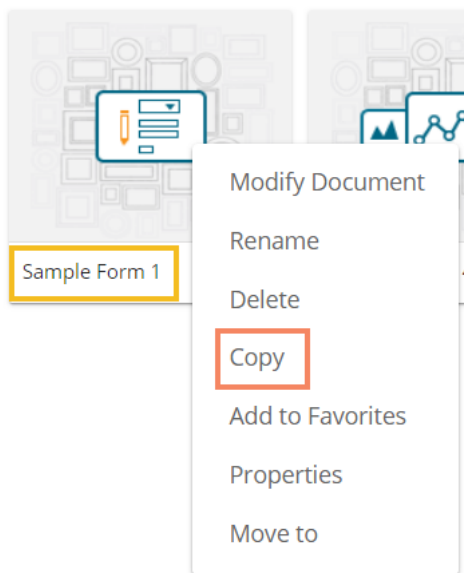 Sample Form 1
Modify Document
Rename
Delete
Copy
Add to Favorites
Properties
Move to